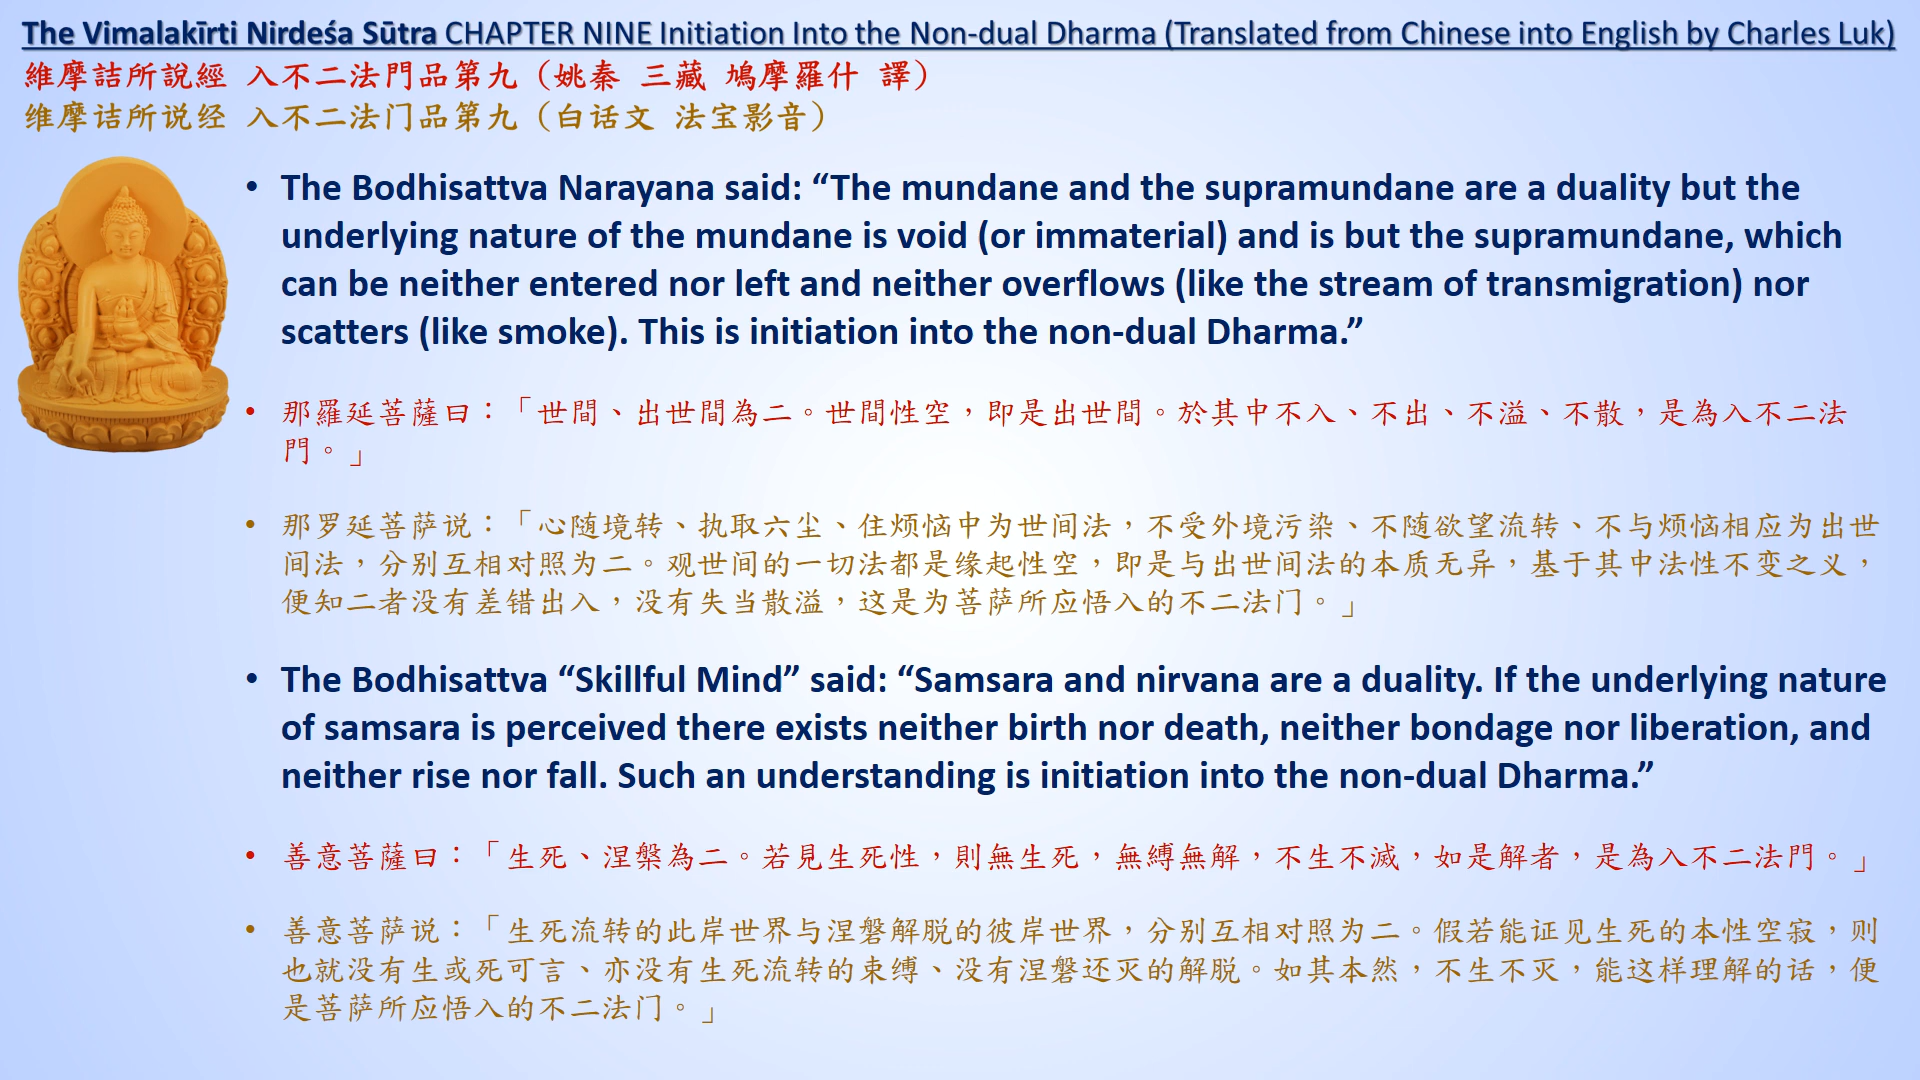 The Vimalakīrti Nirdeśa Sūtra CHAPTER NINE Initiation Into the Non-dual Dharma (Translated from Chinese into English by Charles Luk)
維摩詰所說經 入不二法門品第九（姚秦 三藏 鳩摩羅什 譯）
维摩诘所说经 入不二法门品第九（白话文 法宝影音）
• The Bodhisattva Narayana said: “The mundane and the supramundane are a duality but the
underlying nature of the mundane is void (or immaterial) and is but the supramundane, which
can be neither entered nor left and neither overflows (like the stream of transmigration) nor
scatters (like smoke). This is initiation into the non-dual Dharma.”
• 那羅延菩薩曰：「世間、出世間為二。世間性空，即是出世間。於其中不入、不出、不溢、不散，是為入不二法
門。」
• 那罗延菩萨说：「心随境转、执取六尘、住烦恼中为世间法，不受外境污染、不随欲望流转、不与烦恼相应为出世
间法，分别互相对照为二。观世间的一切法都是缘起性空，即是与出世间法的本质无异，基于其中法性不变之义，
便知二者没有差错出入，没有失当散溢，这是为菩萨所应悟入的不二法门。」
• The Bodhisattva “Skillful Mind” said: “Samsara and nirvana are a duality. If the underlying nature
of samsara is perceived there exists neither birth nor death, neither bondage nor liberation, and
neither rise nor fall. Such an understanding is initiation into the non-dual Dharma.”
• 善意菩薩曰：「生死、涅槃為二。若見生死性，則無生死，無縛無解，不生不滅，如是解者，是為入不二法門。」
• 善意菩萨说：「生死流转的此岸世界与涅磐解脱的彼岸世界，分别互相对照为二。假若能证见生死的本性空寂，则
也就没有生或死可言、亦没有生死流转的束缚、没有涅磐还灭的解脱。如其本然，不生不灭，能这样理解的话，便
是菩萨所应悟入的不二法门。」